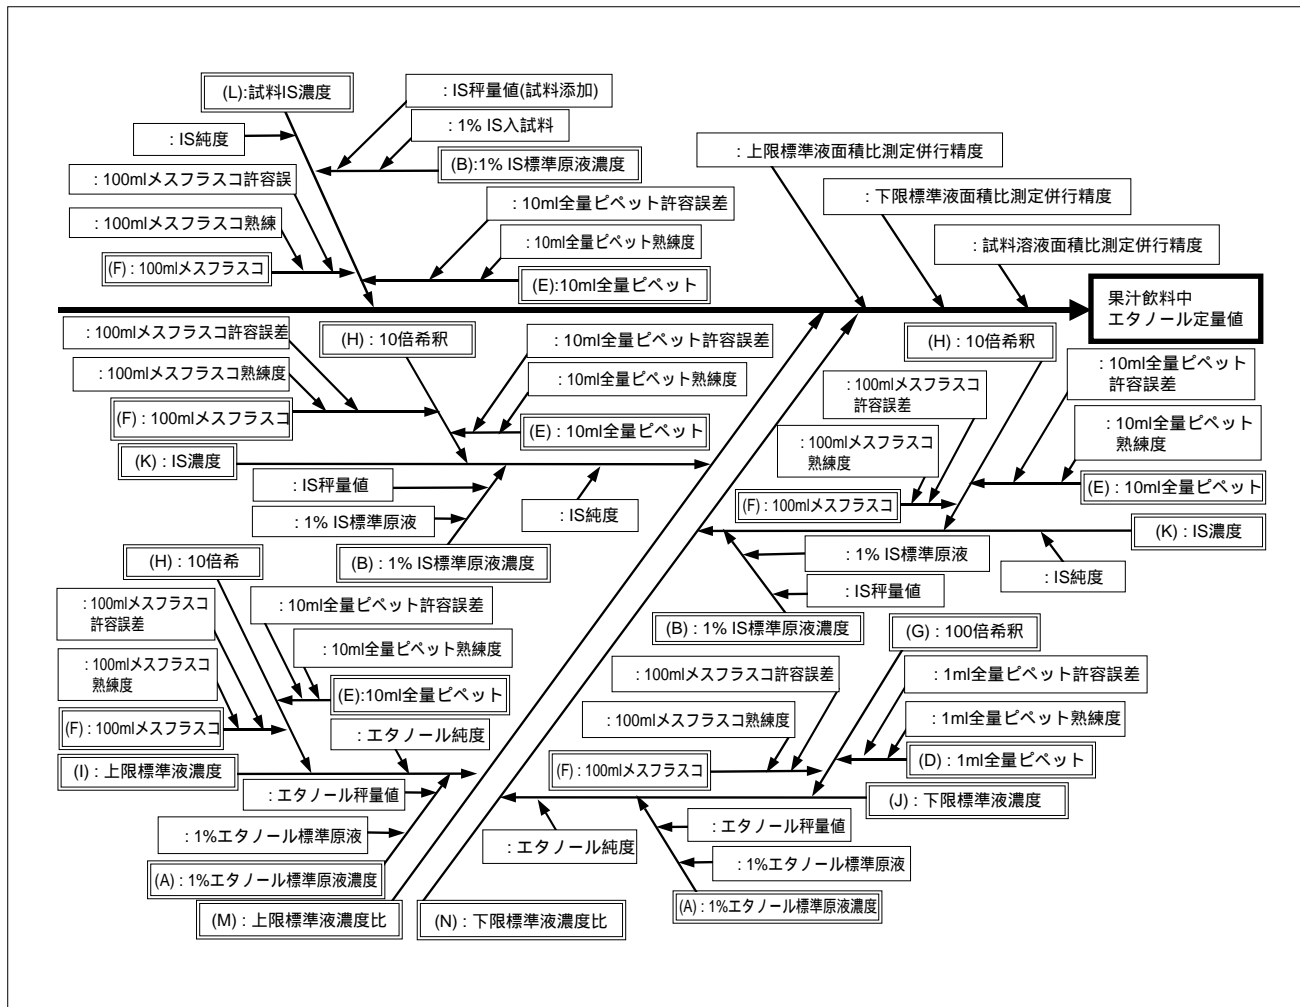 (L):試料IS濃度
: IS秤量値(試料添加)
: IS純度
: 1% IS入試料
(B):1% IS標準原液濃度
: 上限標準液面積比測定併行精度
: 100mlメスフラスコ許容誤
: 10ml全量ピペット許容誤差
: 下限標準液面積比測定併行精度
: 100mlメスフラスコ熟練
: 10ml全量ピペット熟練度
: 試料溶液面積比測定併行精度
(F) : 100mlメスフラスコ
(E):10ml全量ピペット
果汁飲料中
エタノール定量値
: 100mlメスフラスコ許容誤差
(H) : 10倍希釈
: 10ml全量ピペット許容誤差
(H) : 10倍希釈
: 100mlメスフラスコ熟練度
: 10ml全量ピペット熟練度
: 100mlメスフラスコ
許容誤差
: 10ml全量ピペット
許容誤差
(F) : 100mlメスフラスコ
(E) : 10ml全量ピペット
: 100mlメスフラスコ
熟練度
: 10ml全量ピペット
熟練度
(K) : IS濃度
: IS秤量値
(F) : 100mlメスフラスコ
(E) : 10ml全量ピペット
: 1% IS標準原液
: IS純度
(K) : IS濃度
(H) : 10倍希
(B) : 1% IS標準原液濃度
: 1% IS標準原液
: IS純度
: IS秤量値
: 100mlメスフラスコ
許容誤差
: 10ml全量ピペット許容誤差
(B) : 1% IS標準原液濃度
(G) : 100倍希釈
: 100mlメスフラスコ
熟練度
: 10ml全量ピペット熟練度
: 100mlメスフラスコ許容誤差
: 1ml全量ピペット許容誤差
(E):10ml全量ピペット
: 100mlメスフラスコ熟練度
: 1ml全量ピペット熟練度
(F) : 100mlメスフラスコ
: エタノール純度
(D) : 1ml全量ピペット
(I) : 上限標準液濃度
(F) : 100mlメスフラスコ
: エタノール秤量値
(J) : 下限標準液濃度
: 1%エタノール標準原液
: エタノール純度
: エタノール秤量値
: 1%エタノール標準原液
(A) : 1%エタノール標準原液濃度
(A) : 1%エタノール標準原液濃度
(M) : 上限標準液濃度比
(N) : 下限標準液濃度比